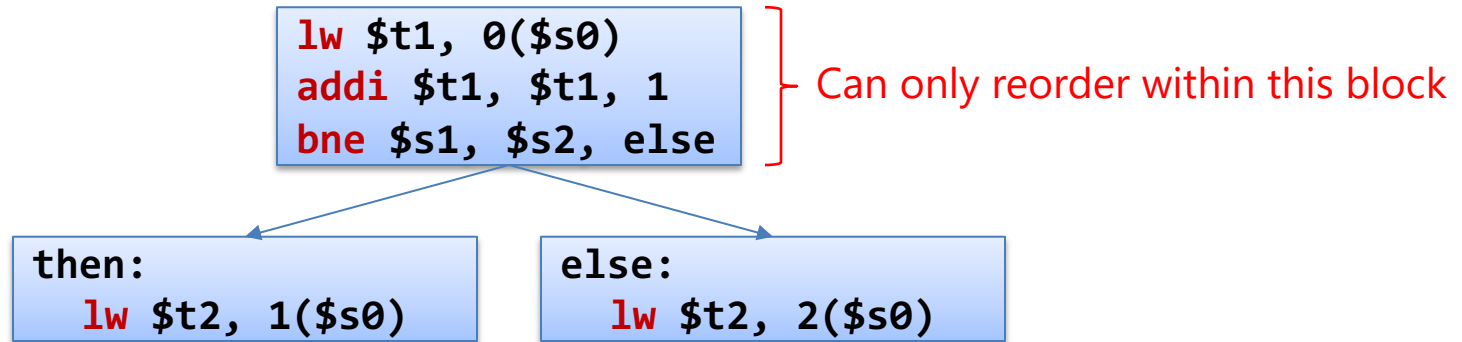 lw $t1, 0($s0)
addi $t1, $t1, 1
bne $s1, $s2, else
Can only reorder within this block
then:
lw $t2, 1($s0)
else:
lw $t2, 2($s0)